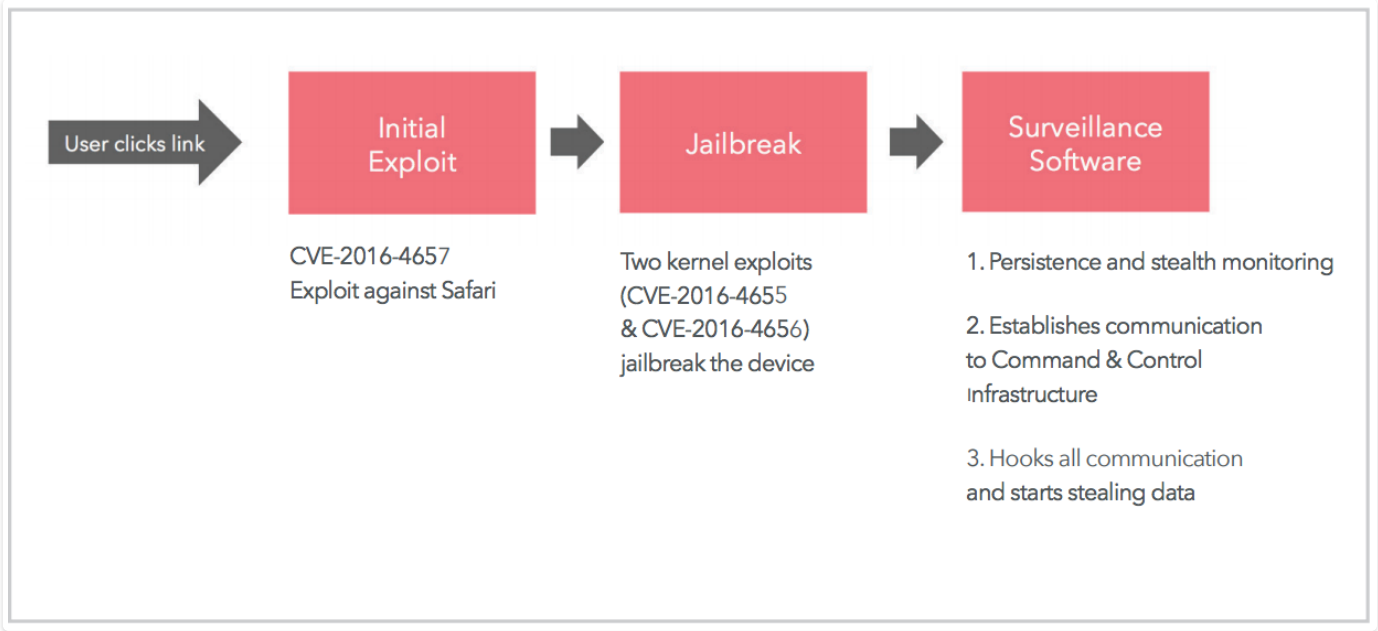 User clicks link
Initial
Exploit
Jailbreak
Surveillance
Software
CVE-2016-4657
Exploit against Safari
Two kernel exploits
(CVE-2016-4655
& CVE-2016-4656)
jailbreak the device
1. Persistence and stealth monitoring
2. Establishes communication
to Command & Control
Infrastructure
3. Hooks all communication
and starts stealing data